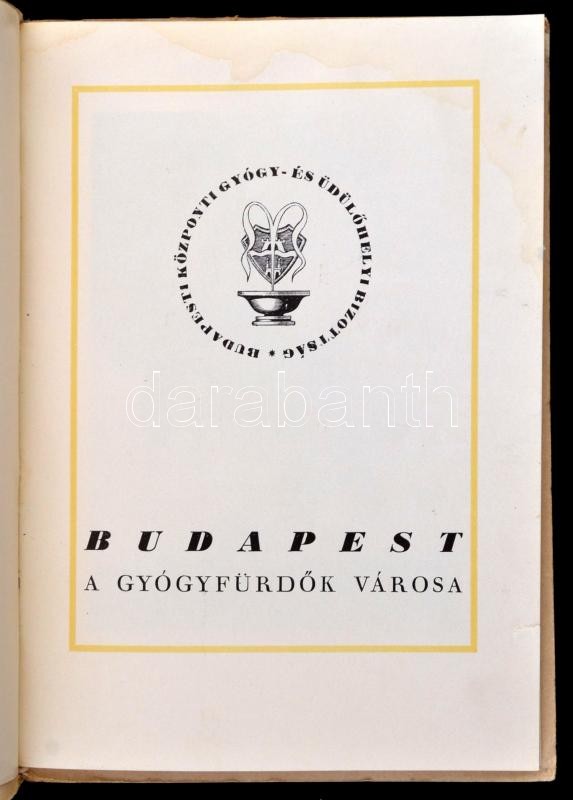 BUDAPESTI KÖZPONTI GYÓGY- ÉS ÜDÜLŐHELYI BIZOTTSÁG *
darabanth
BUDAPEST
A GYÓGYFÜRDŐK VÁROSA